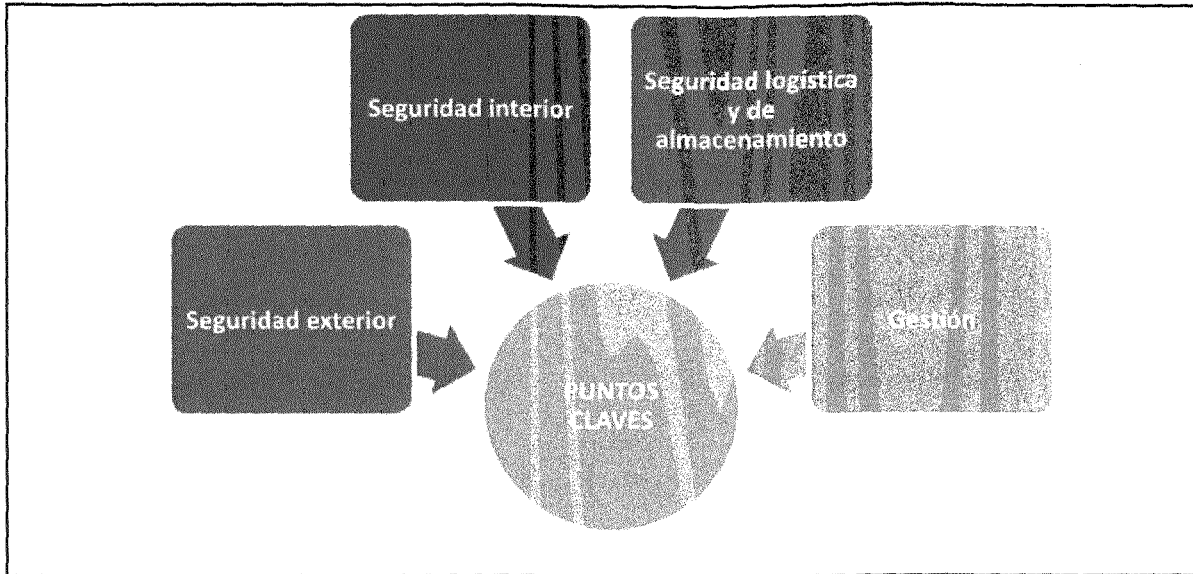 Seguridad interior
Seguridad logística
y de
almacenamiento
Seguridad exterior
Gestión
PUNTOS
CLAVES